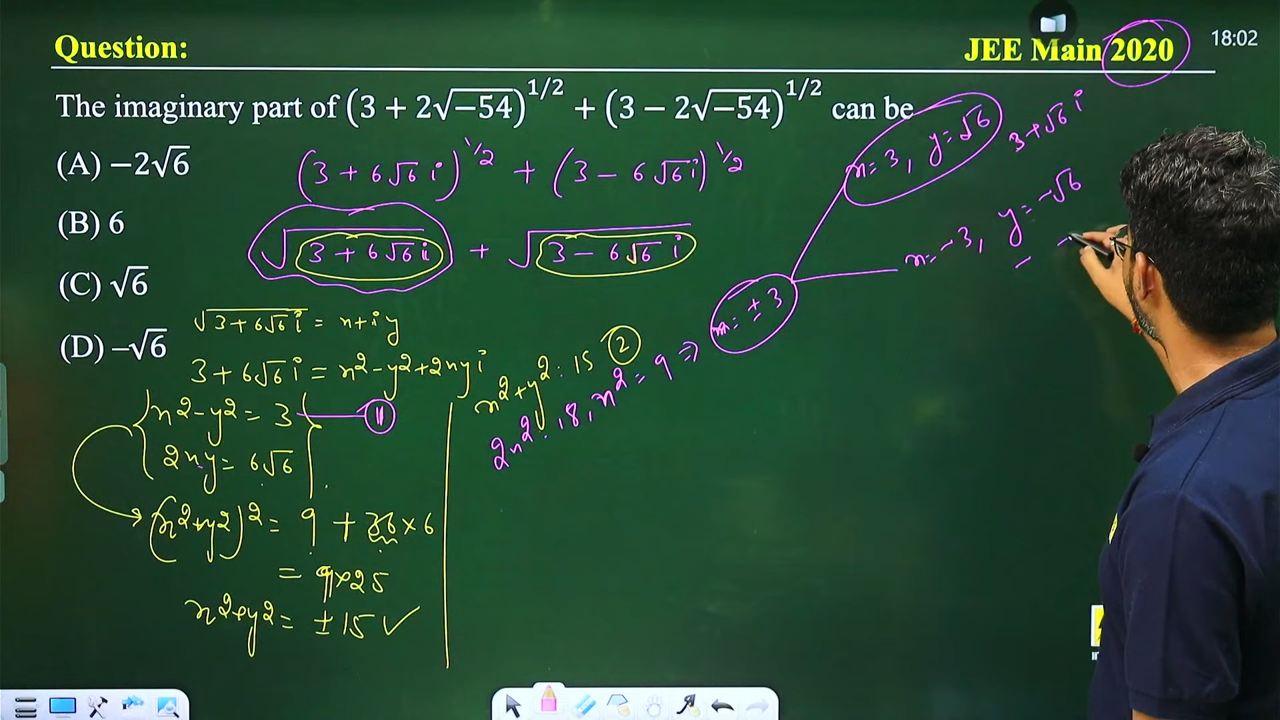 Question:
JEE Main 2020
18:02
The imaginary part of (3 + 2√−54)^1/2 + (3 − 2√−54)^1/2 can be
(A) −2√6
(B) 6
(C) √6
(D) −√6
(3 + 6√6 i)^1/2 + (3 − 6√6 i)^1/2
√(3 + 6√6 i) + √(3 − 6√6 i)
√(3+6√6 i) = x+iy
3+6√6 i = x²−y²+2xyi
x²−y² = 3 — (1)
2xy = 6√6
(x²+y²)² = 9 + 36×6
= 9×25
x²+y² = ±15 ✓
x²+y² = 15 (2)
2x² = 18, x² = 9 ⇒ x = ±3
x=3, y=√6
3+√6 i
x=−3, y=−√6